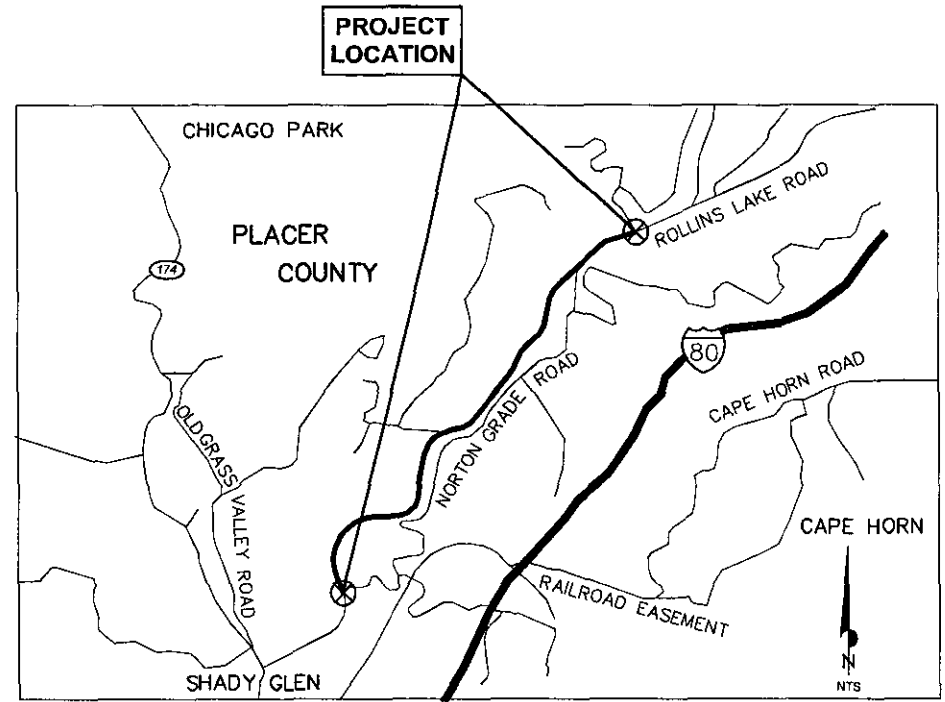 PROJECT
LOCATION
CHICAGO PARK
ROLLINS LAKE ROAD
PLACER
COUNTY
174
80
NORTON GRADE ROAD
CAPE HORN ROAD
OLD GRASS VALLEY ROAD
CAPE HORN
RAILROAD EASEMENT
SHADY GLEN
N
NTS